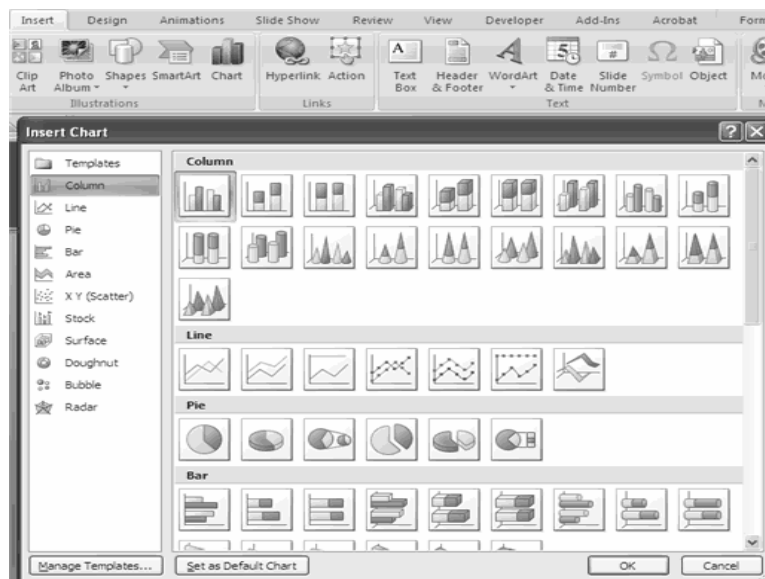 Insert Design Animations Slide Show Review View Developer Add-Ins Acrobat Form
Clip Art Photo Album Shapes SmartArt Chart Hyperlink Action Text Box Header & Footer WordArt Date & Time Slide Number Symbol Object
Illustrations Links Text
Insert Chart
Templates
Column
Line
Pie
Bar
Area
X Y (Scatter)
Stock
Surface
Doughnut
Bubble
Radar
Column
Line
Pie
Bar
Manage Templates... Set as Default Chart OK Cancel